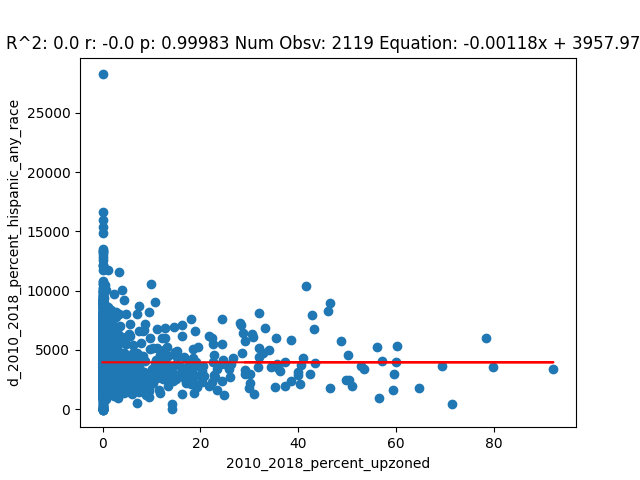 R^2: 0.0 r: -0.0 p: 0.99983 Num Obsv: 2119 Equation: -0.00118x + 3957.97
25000
20000
15000
10000
5000
0
d_2010_2018_percent_hispanic_any_race
0 20 40 60 80
2010_2018_percent_upzoned